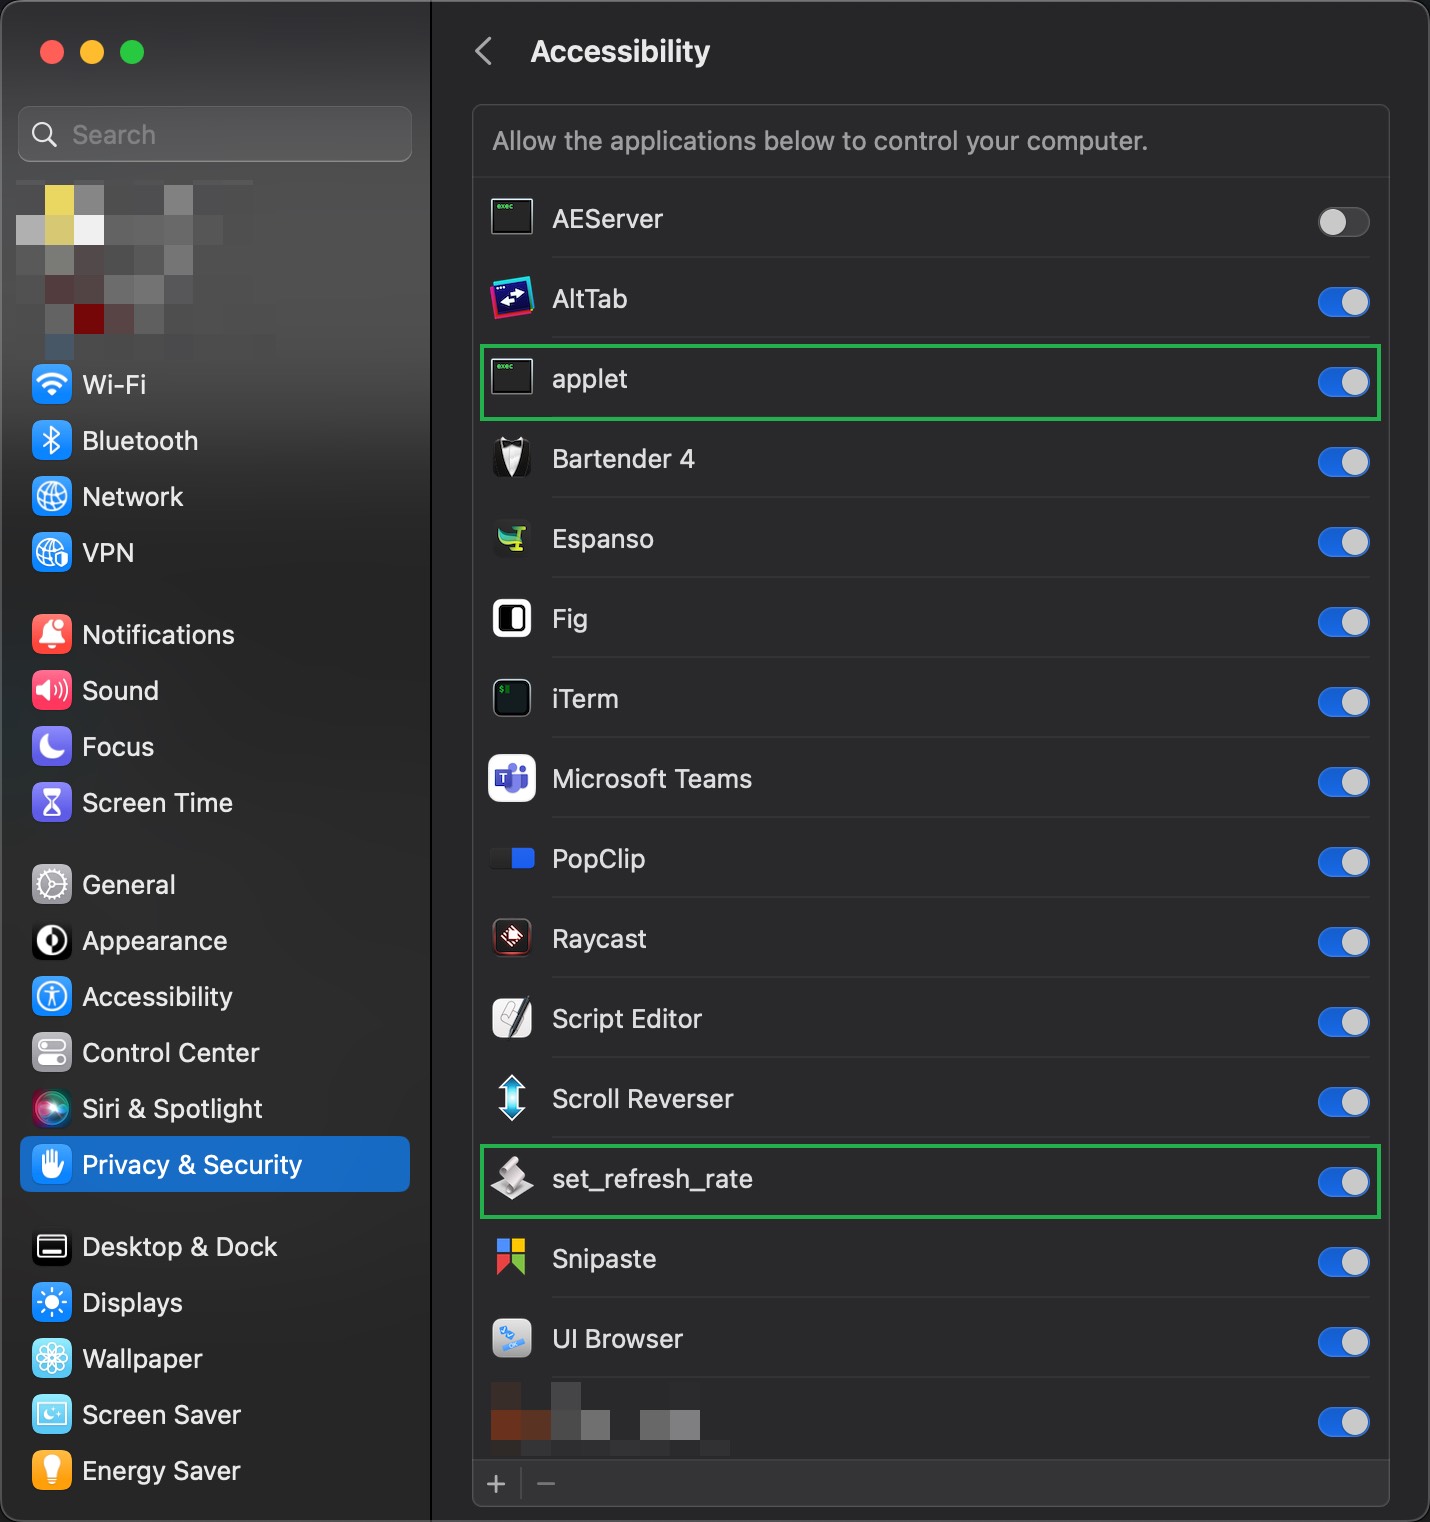 Search
Wi-Fi
Bluetooth
Network
VPN
Notifications
Sound
Focus
Screen Time
General
Appearance
Accessibility
Control Center
Siri & Spotlight
Privacy & Security
Desktop & Dock
Displays
Wallpaper
Screen Saver
Energy Saver
Accessibility
Allow the applications below to control your computer.
exec
AEServer
AltTab
exec
applet
Bartender 4
Espanso
Fig
$
iTerm
T
Microsoft Teams
PopClip
Raycast
Script Editor
Scroll Reverser
set_refresh_rate
Snipaste
UI Browser